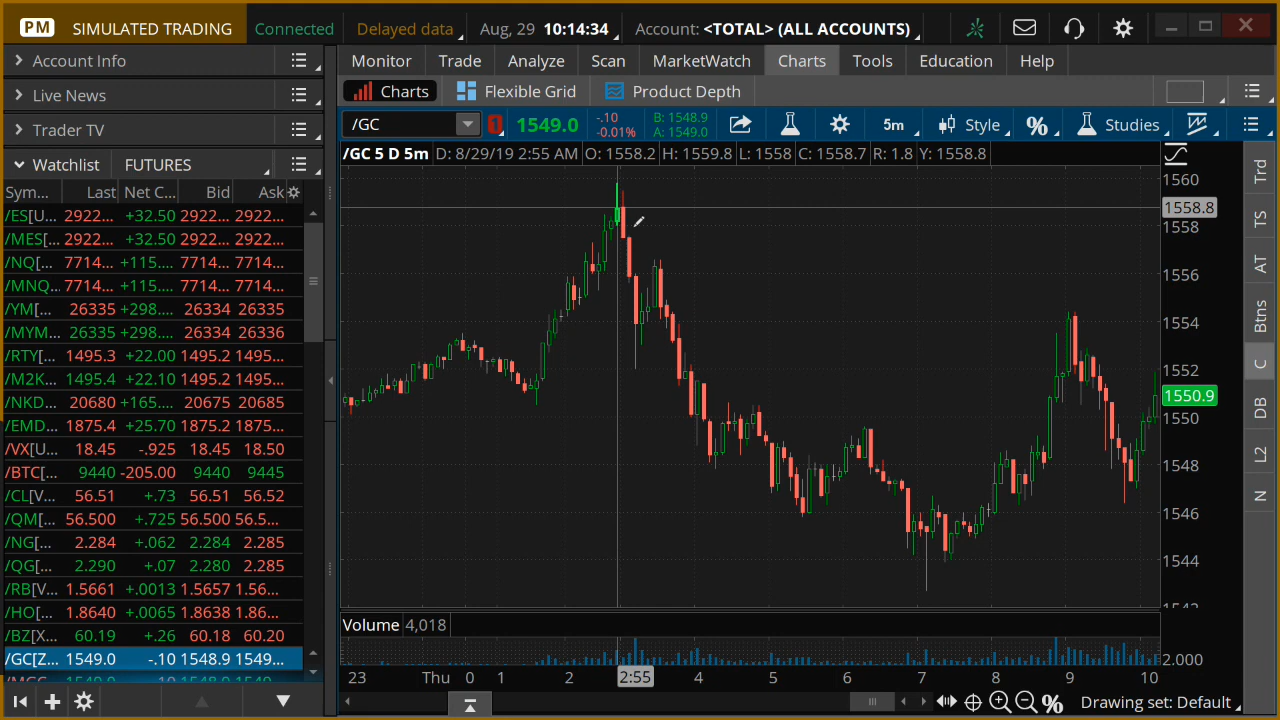 PM SIMULATED TRADING Connected Delayed data Aug, 29 10:14:34 Account: <TOTAL> (ALL ACCOUNTS)
Account Info
Live News
Trader TV
Watchlist FUTURES
Sym... Last Net C... Bid Ask
/ES[U... 2922... +32.50 2922... 2922...
/MES[... 2922... +32.50 2922... 2922...
/NQ[... 7714... +115.... 7714... 7714...
/MNQ... 7714... +115.... 7714... 7714...
/YM[... 26335 +298.... 26334 26335
/MYM... 26335 +298.... 26334 26336
/RTY[... 1495.3 +22.00 1495.2 1495...
/M2K... 1495.4 +22.10 1495.2 1495...
/NKD... 20680 +165.... 20675 20685
/EMD... 1875.4 +25.70 1875.2 1875...
/VX[U... 18.45 -.925 18.45 18.50
/BTC[... 9440 -205.00 9440 9445
/CL[V... 56.51 +.73 56.51 56.52
/QM[... 56.500 +.725 56.500 56.5...
/NG[... 2.284 +.062 2.284 2.285
/QG[... 2.290 +.07 2.280 2.285
/RB[V... 1.5661 +.0013 1.5657 1.56...
/HO[... 1.8640 +.0065 1.8638 1.86...
/BZ[X... 60.19 +.26 60.18 60.20
/GC[Z... 1549.0 -.10 1548.9 1549...
Monitor Trade Analyze Scan MarketWatch Charts Tools Education Help
Charts Flexible Grid Product Depth
/GC 1 1549.0 -.10 -0.01% B: 1548.9 A: 1549.0 5m Style % Studies
/GC 5 D 5m D: 8/29/19 2:55 AM O: 1558.2 H: 1559.8 L: 1558 C: 1558.7 R: 1.8 Y: 1558.8
1560
1558.8
1558
1556
1554
1552
1550.9
1550
1548
1546
1544
Volume 4,018
2.000
23 Thu 0 1 2 2:55 4 5 6 7 8 9 10
% Drawing set: Default
Trd
TS
AT
Btns
C
DB
L2
N